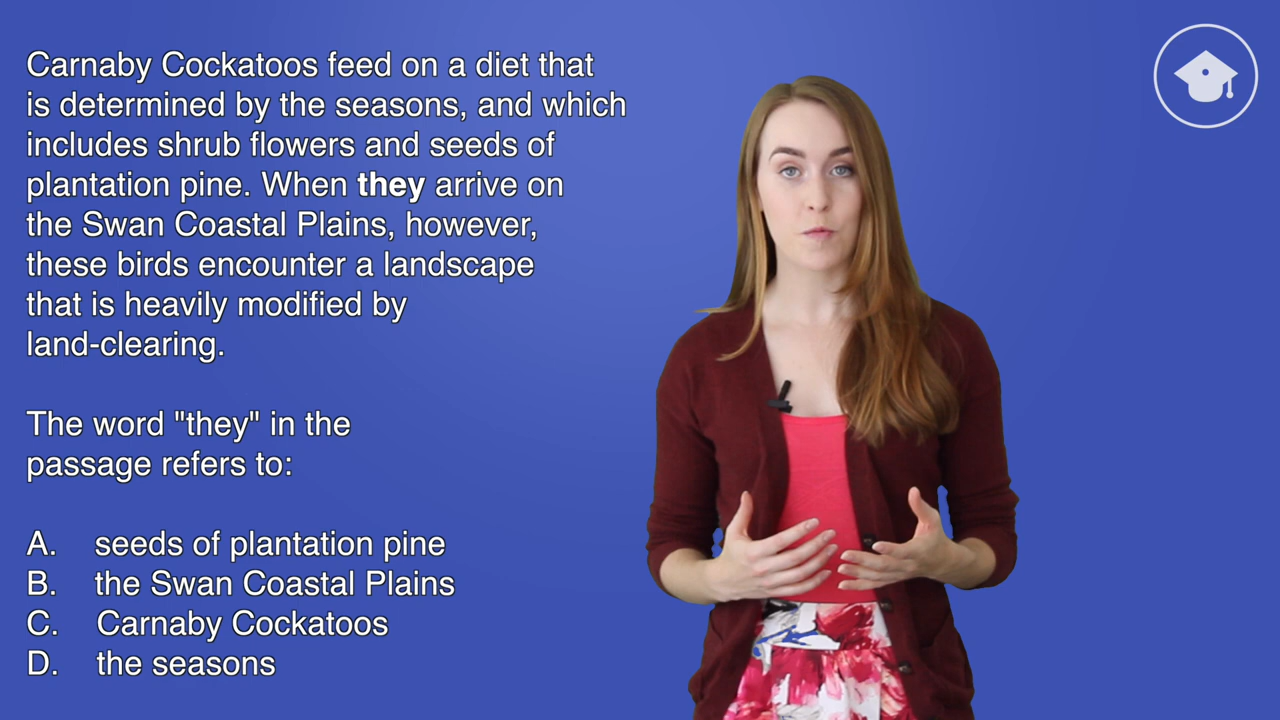 Carnaby Cockatoos feed on a diet that
is determined by the seasons, and which
includes shrub flowers and seeds of
plantation pine. When they arrive on
the Swan Coastal Plains, however,
these birds encounter a landscape
that is heavily modified by
land-clearing.
The word "they" in the
passage refers to:
A. seeds of plantation pine
B. the Swan Coastal Plains
C. Carnaby Cockatoos
D. the seasons